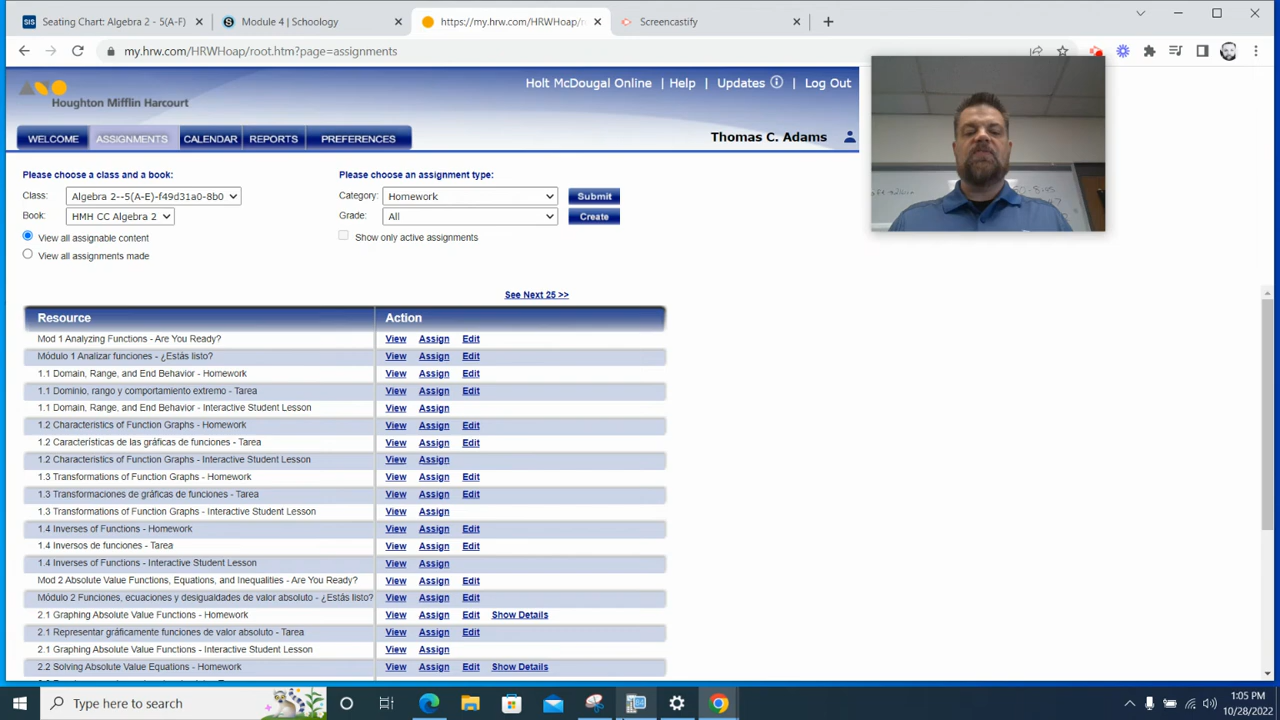 Seating Chart: Algebra 2 - 5(A-F)
Module 4 | Schoology
https://my.hrw.com/HRWHoap/r
Screencastify
my.hrw.com/HRWHoap/root.htm?page=assignments
Holt McDougal Online | Help | Updates | Log Out
Houghton Mifflin Harcourt
WELCOME ASSIGNMENTS CALENDAR REPORTS PREFERENCES
Thomas C. Adams
Please choose a class and a book: Please choose an assignment type:
Class: Algebra 2--5(A-E)-f49d31a0-8b0 Category: Homework Submit
Book: HMH CC Algebra 2 Grade: All Create
View all assignable content Show only active assignments
View all assignments made
See Next 25 >>
Resource Action
Mod 1 Analyzing Functions - Are You Ready? View Assign Edit
Módulo 1 Analizar funciones - ¿Estás listo? View Assign Edit
1.1 Domain, Range, and End Behavior - Homework View Assign Edit
1.1 Dominio, rango y comportamiento extremo - Tarea View Assign Edit
1.1 Domain, Range, and End Behavior - Interactive Student Lesson View Assign
1.2 Characteristics of Function Graphs - Homework View Assign Edit
1.2 Características de las gráficas de funciones - Tarea View Assign Edit
1.2 Characteristics of Function Graphs - Interactive Student Lesson View Assign
1.3 Transformations of Function Graphs - Homework View Assign Edit
1.3 Transformaciones de gráficas de funciones - Tarea View Assign Edit
1.3 Transformations of Function Graphs - Interactive Student Lesson View Assign
1.4 Inverses of Functions - Homework View Assign Edit
1.4 Inversos de funciones - Tarea View Assign Edit
1.4 Inverses of Functions - Interactive Student Lesson View Assign
Mod 2 Absolute Value Functions, Equations, and Inequalities - Are You Ready? View Assign Edit
Módulo 2 Funciones, ecuaciones y desigualdades de valor absoluto - ¿Estás listo? View Assign Edit
2.1 Graphing Absolute Value Functions - Homework View Assign Edit Show Details
2.1 Representar gráficamente funciones de valor absoluto - Tarea View Assign Edit
2.1 Graphing Absolute Value Functions - Interactive Student Lesson View Assign
2.2 Solving Absolute Value Equations - Homework View Assign Edit Show Details
Type here to search
1:05 PM
10/28/2022